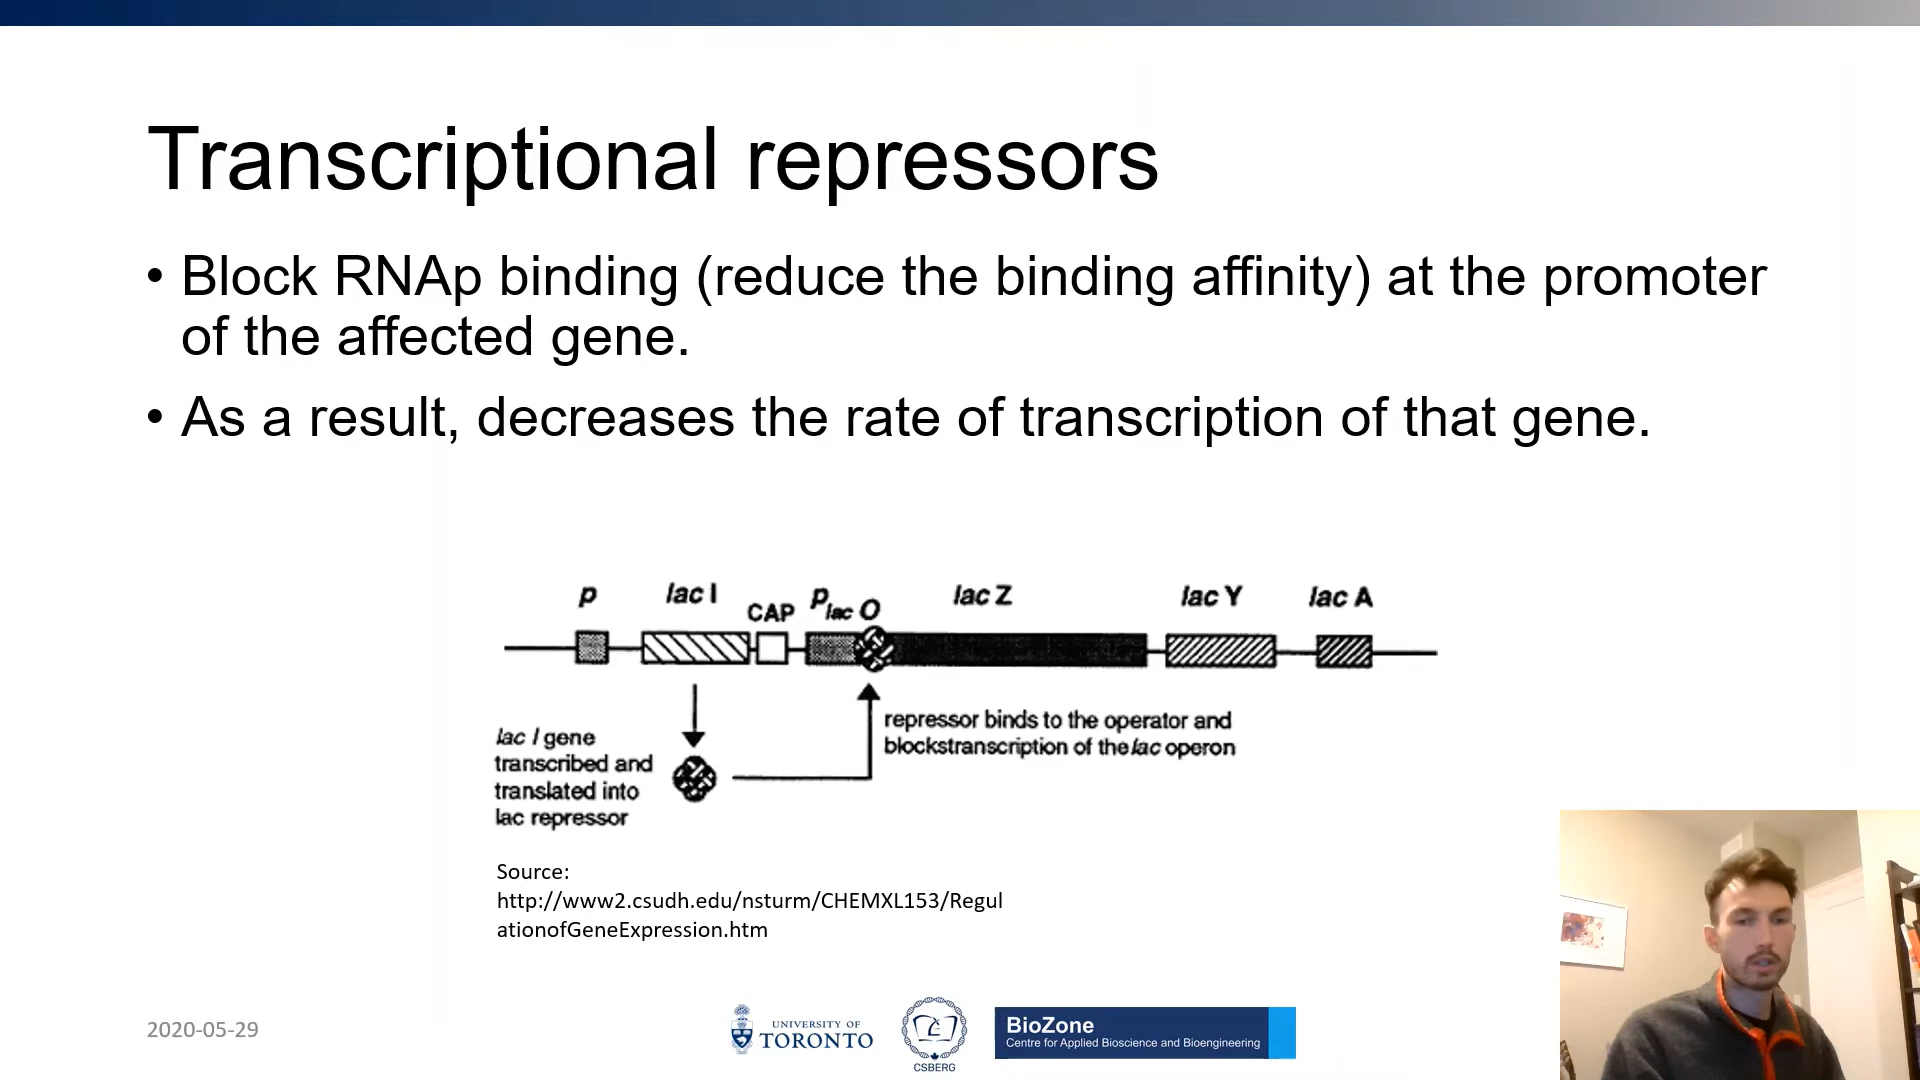 Transcriptional repressors
• Block RNAp binding (reduce the binding affinity) at the promoter
of the affected gene.
• As a result, decreases the rate of transcription of that gene.
p lac I CAP Plac O lac Z lac Y lac A
repressor binds to the operator and
blockstranscription of thelac operon
lac I gene
transcribed and
translated into
lac repressor
Source:
http://www2.csudh.edu/nsturm/CHEMXL153/Regul
ationofGeneExpression.htm
2020-05-29
UNIVERSITY OF
TORONTO
CSBERG
BioZone
Centre for Applied Bioscience and Bioengineering